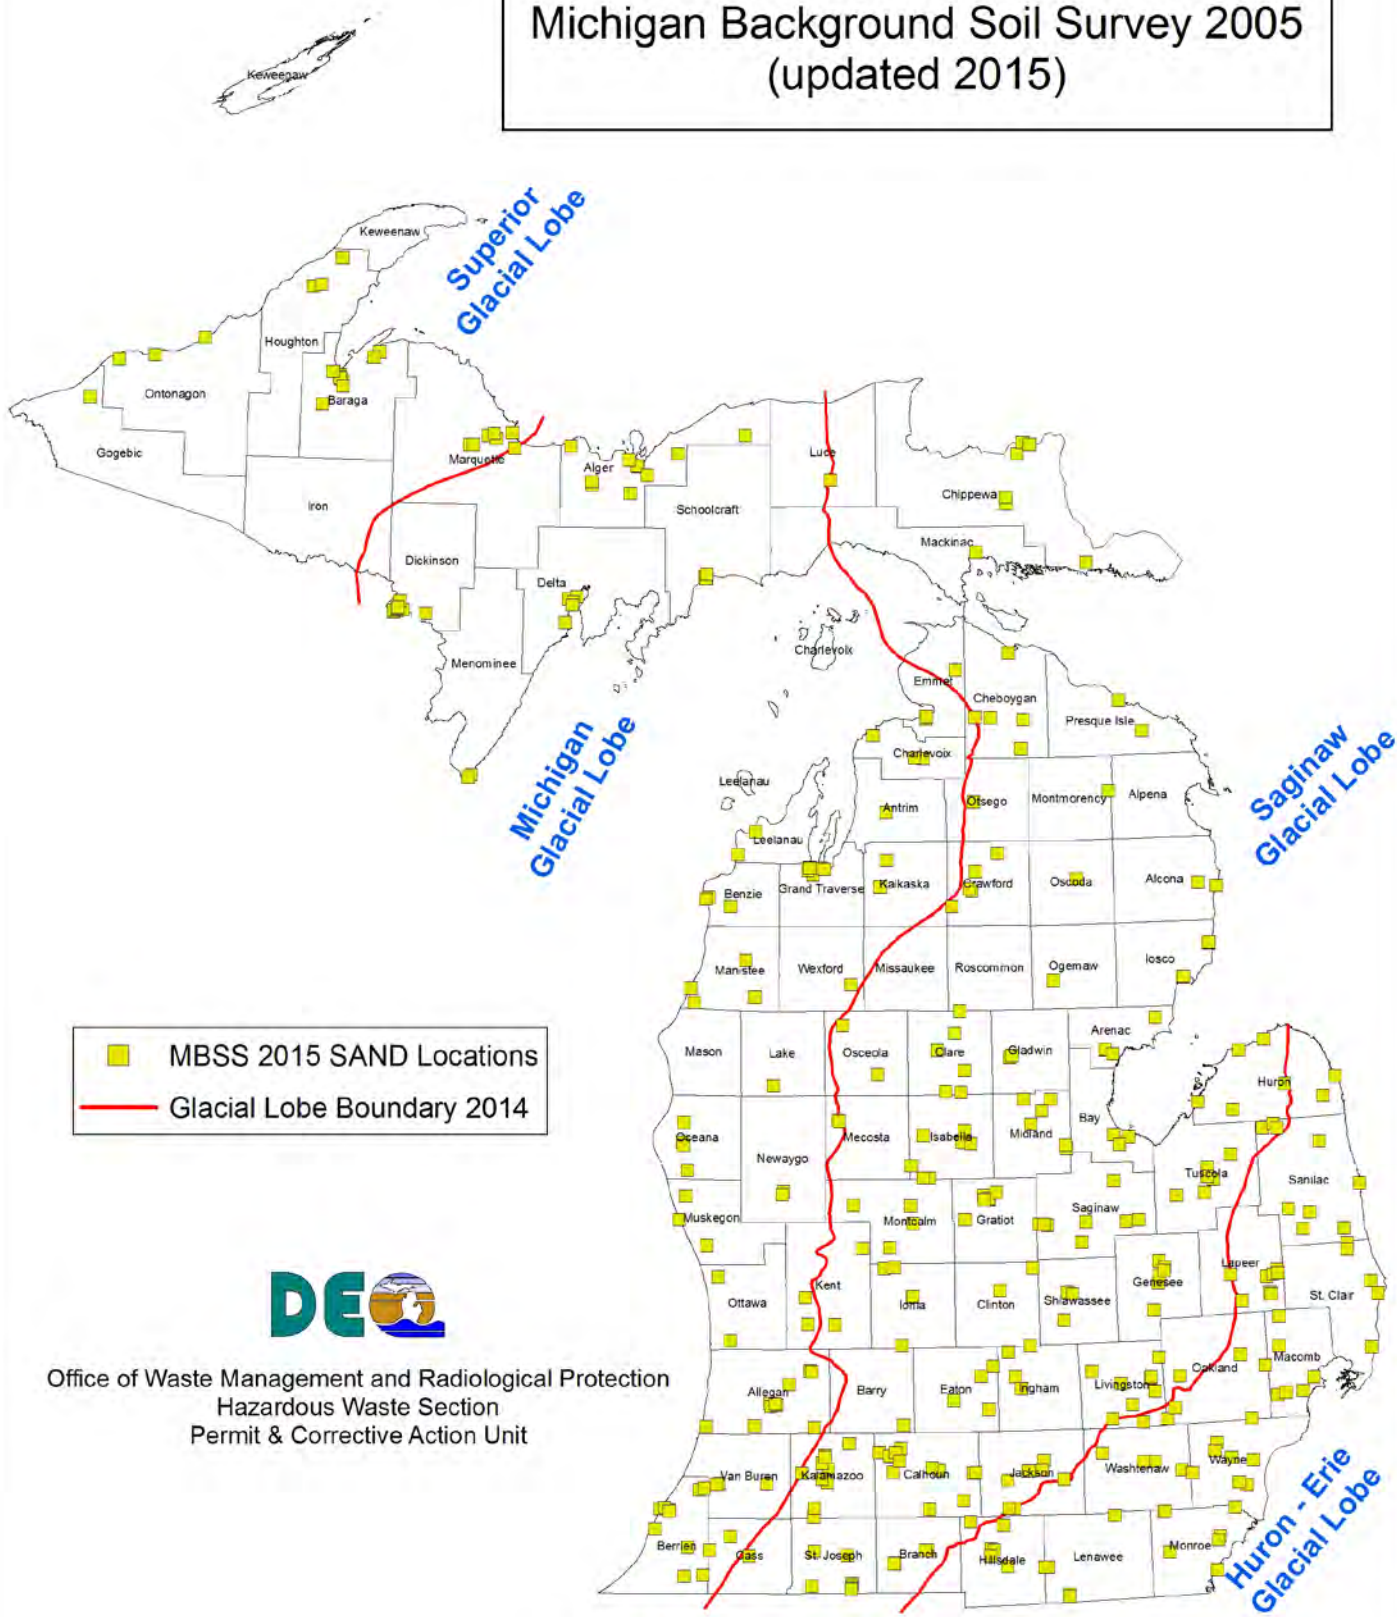 Michigan Background Soil Survey 2005
(updated 2015)
Keweenaw
Keweenaw
Superior
Glacial Lobe
Houghton
Ontonagon
Baraga
Gogebic
Marquette
Alger
Luce
Iron
Schoolcraft
Chippewa
Mackinac
Dickinson
Delta
Menominee
Charlevoix
Emmet
Cheboygan
Presque Isle
Michigan
Glacial Lobe
Charlevoix
Saginaw
Glacial Lobe
Leelanau
Antrim
Otsego
Montmorency
Alpena
Leelanau
Benzie
Grand Traverse
Kalkaska
Crawford
Oscoda
Alcona
Manistee
Wexford
Missaukee
Roscommon
Ogemaw
Iosco
Arenac
MBSS 2015 SAND Locations
Glacial Lobe Boundary 2014
Mason
Lake
Osceola
Clare
Gladwin
Huron
Oceana
Newaygo
Mecosta
Isabella
Midland
Bay
Tuscola
Sanilac
Muskegon
Montcalm
Gratiot
Saginaw
Lapeer
Genesee
St. Clair
Kent
Ottawa
Ionia
Clinton
Shiawassee
DEQ
Office of Waste Management and Radiological Protection
Hazardous Waste Section
Permit & Corrective Action Unit
Allegan
Barry
Eaton
Ingham
Livingston
Oakland
Macomb
Van Buren
Kalamazoo
Calhoun
Jackson
Washtenaw
Wayne
Berrien
Cass
St. Joseph
Branch
Hillsdale
Lenawee
Monroe
Huron - Erie
Glacial Lobe